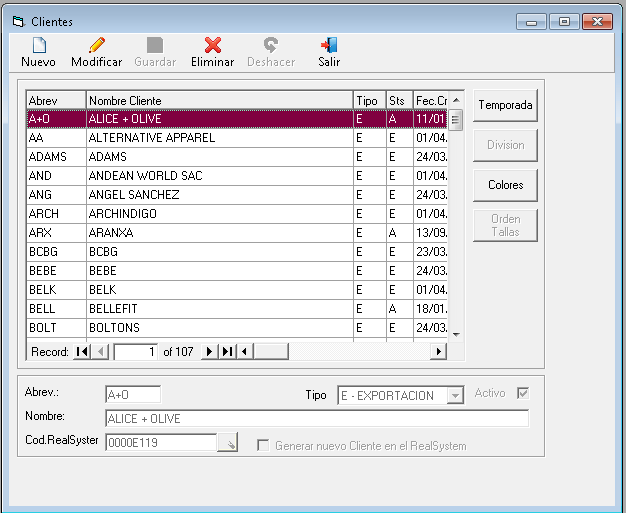 Clientes
Nuevo Modificar Guardar Eliminar Deshacer Salir
Abrev Nombre Cliente Tipo Sts Fec.Cr
A+O ALICE + OLIVE E A 11/01
AA ALTERNATIVE APPAREL E E 01/04.
ADAMS ADAMS E E 24/03.
AND ANDEAN WORLD SAC E E 01/04.
ANG ANGEL SANCHEZ E E 24/03.
ARCH ARCHINDIGO E E 01/04.
ARX ARANXA E A 13/09.
BCBG BCBG E E 23/03.
BEBE BEBE E E 24/03.
BELK BELK E E 01/04.
BELL BELLEFIT E A 18/01.
BOLT BOLTONS E E 24/03.
Record: 1 of 107
Temporada
Division
Colores
Orden
Tallas
Abrev.: A+O Tipo E - EXPORTACION Activo
Nombre: ALICE + OLIVE
Cod.RealSyster 0000E119 Generar nuevo Cliente en el RealSystem